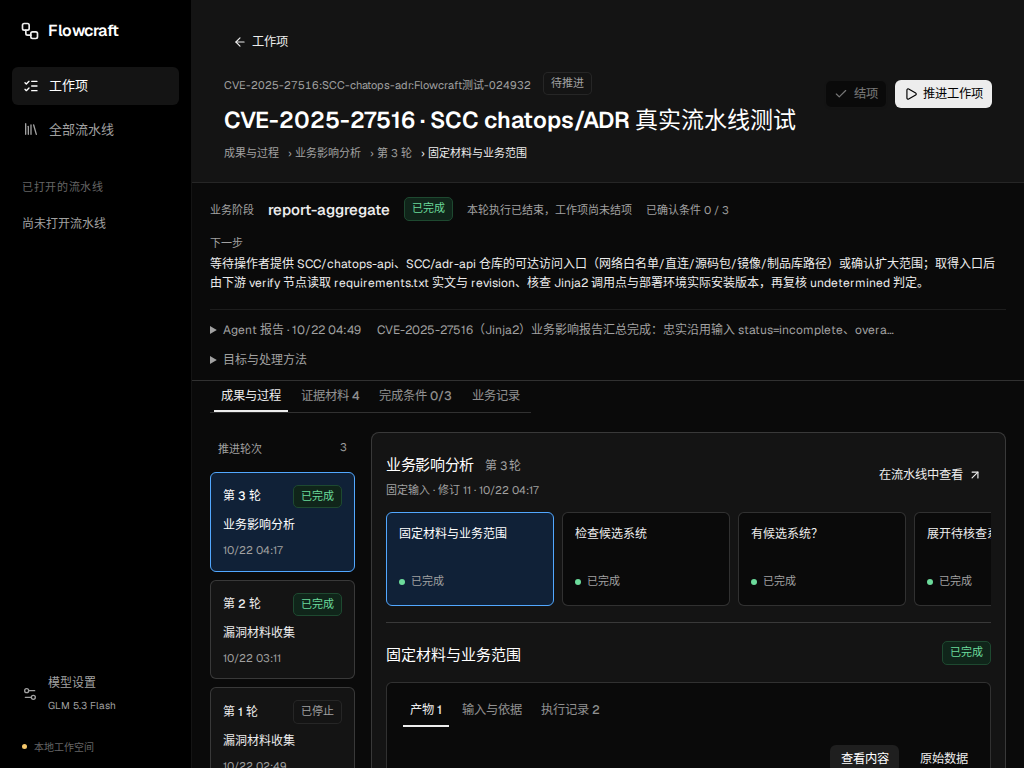 Flowcraft
工作项
全部流水线
已打开的流水线
尚未打开流水线
模型设置
GLM 5.3 Flash
本地工作空间
工作项
CVE-2025-27516:SCC-chatops-adr:Flowcraft测试-024932
待推进
CVE-2025-27516 · SCC chatops/ADR 真实流水线测试
结项
推进工作项
成果与过程 › 业务影响分析 › 第 3 轮 › 固定材料与业务范围
业务阶段 report-aggregate 已完成 本轮执行已结束，工作项尚未结项 已确认条件 0 / 3
下一步
等待操作者提供 SCC/chatops-api、SCC/adr-api 仓库的可达访问入口（网络白名单/直连/源码包/镜像/制品库路径）或确认扩大范围；取得入口后
由下游 verify 节点读取 requirements.txt 实文与 revision、核查 Jinja2 调用点与部署环境实际安装版本，再复核 undetermined 判定。
Agent 报告 · 10/22 04:49 CVE-2025-27516（Jinja2）业务影响报告汇总完成：忠实沿用输入 status=incomplete、overa…
目标与处理方法
成果与过程 证据材料 4 完成条件 0/3 业务记录
推进轮次 3
第 3 轮 已完成
业务影响分析
10/22 04:17
第 2 轮 已完成
漏洞材料收集
10/22 03:11
第 1 轮 已停止
漏洞材料收集
10/22 02:49
业务影响分析 第 3 轮
固定输入 · 修订 11 · 10/22 04:17
在流水线中查看
固定材料与业务范围
已完成
检查候选系统
已完成
有候选系统？
已完成
展开待核查系
已完成
固定材料与业务范围 已完成
产物 1 输入与依据 执行记录 2
查看内容 原始数据